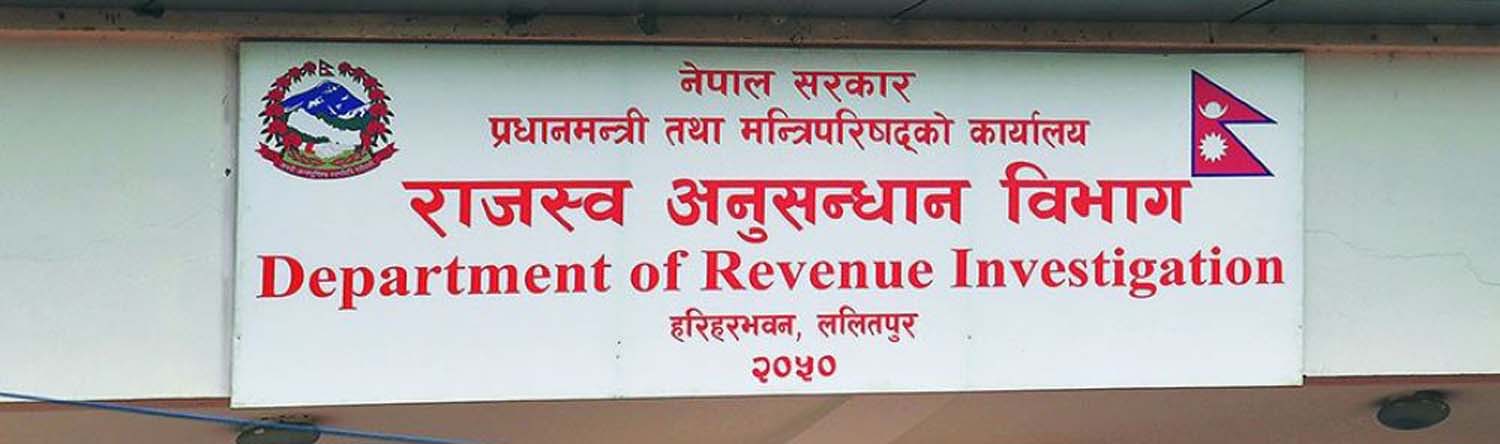 नेपाल सरकार
प्रधानमन्त्री तथा मन्त्रिपरिषद्को कार्यालय
राजस्व अनुसन्धान विभाग
Department of Revenue Investigation
हरिहरभवन, ललितपुर
२०५०